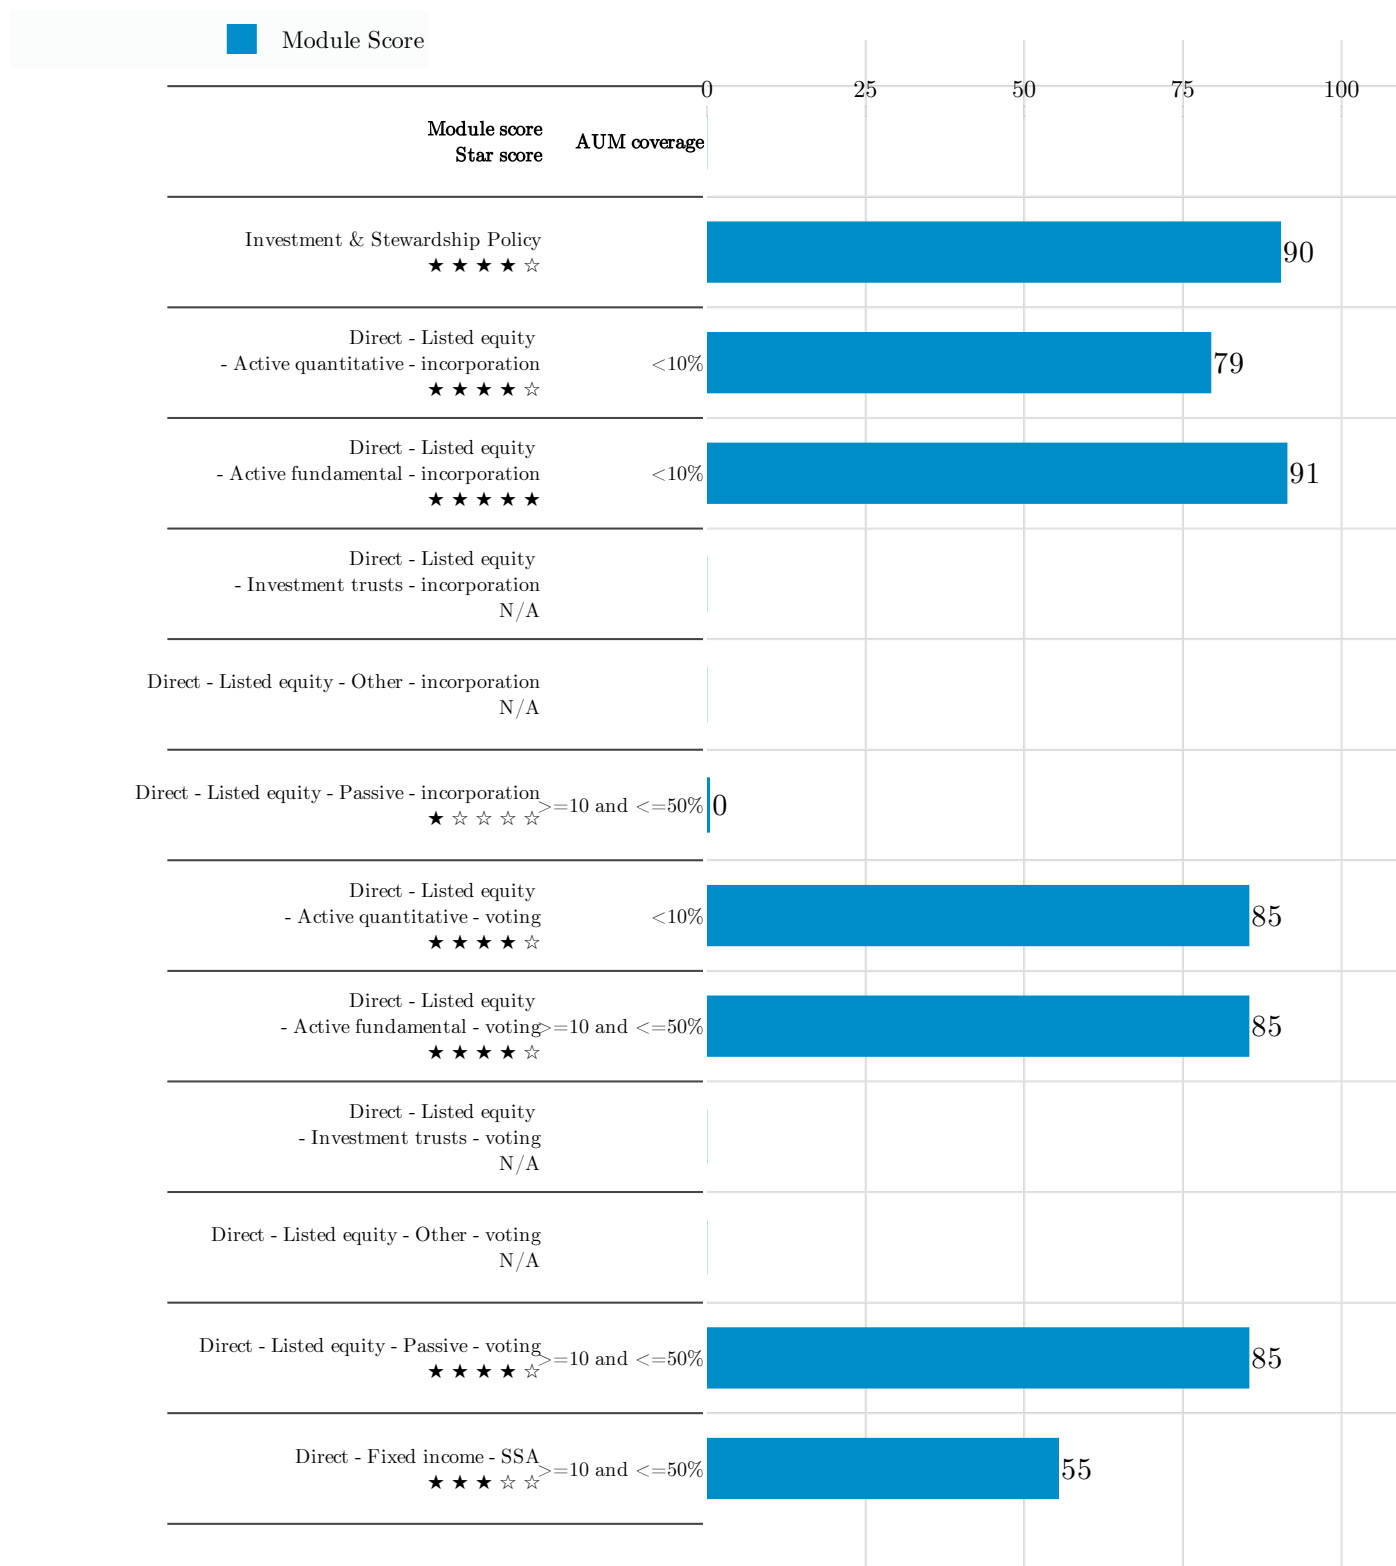 Module Score
0 25 50 75 100
Module score
Star score
AUM coverage
Investment & Stewardship Policy
★ ★ ★ ★ ☆
90
Direct - Listed equity
- Active quantitative - incorporation
★ ★ ★ ★ ☆
<10%
79
Direct - Listed equity
- Active fundamental - incorporation
★ ★ ★ ★ ★
<10%
91
Direct - Listed equity
- Investment trusts - incorporation
N/A
Direct - Listed equity - Other - incorporation
N/A
Direct - Listed equity - Passive - incorporation
★ ☆ ☆ ☆ ☆
>=10 and <=50%
0
Direct - Listed equity
- Active quantitative - voting
★ ★ ★ ★ ☆
<10%
85
Direct - Listed equity
- Active fundamental - voting
★ ★ ★ ★ ☆
>=10 and <=50%
85
Direct - Listed equity
- Investment trusts - voting
N/A
Direct - Listed equity - Other - voting
N/A
Direct - Listed equity - Passive - voting
★ ★ ★ ★ ☆
>=10 and <=50%
85
Direct - Fixed income - SSA
★ ★ ★ ☆ ☆
>=10 and <=50%
55